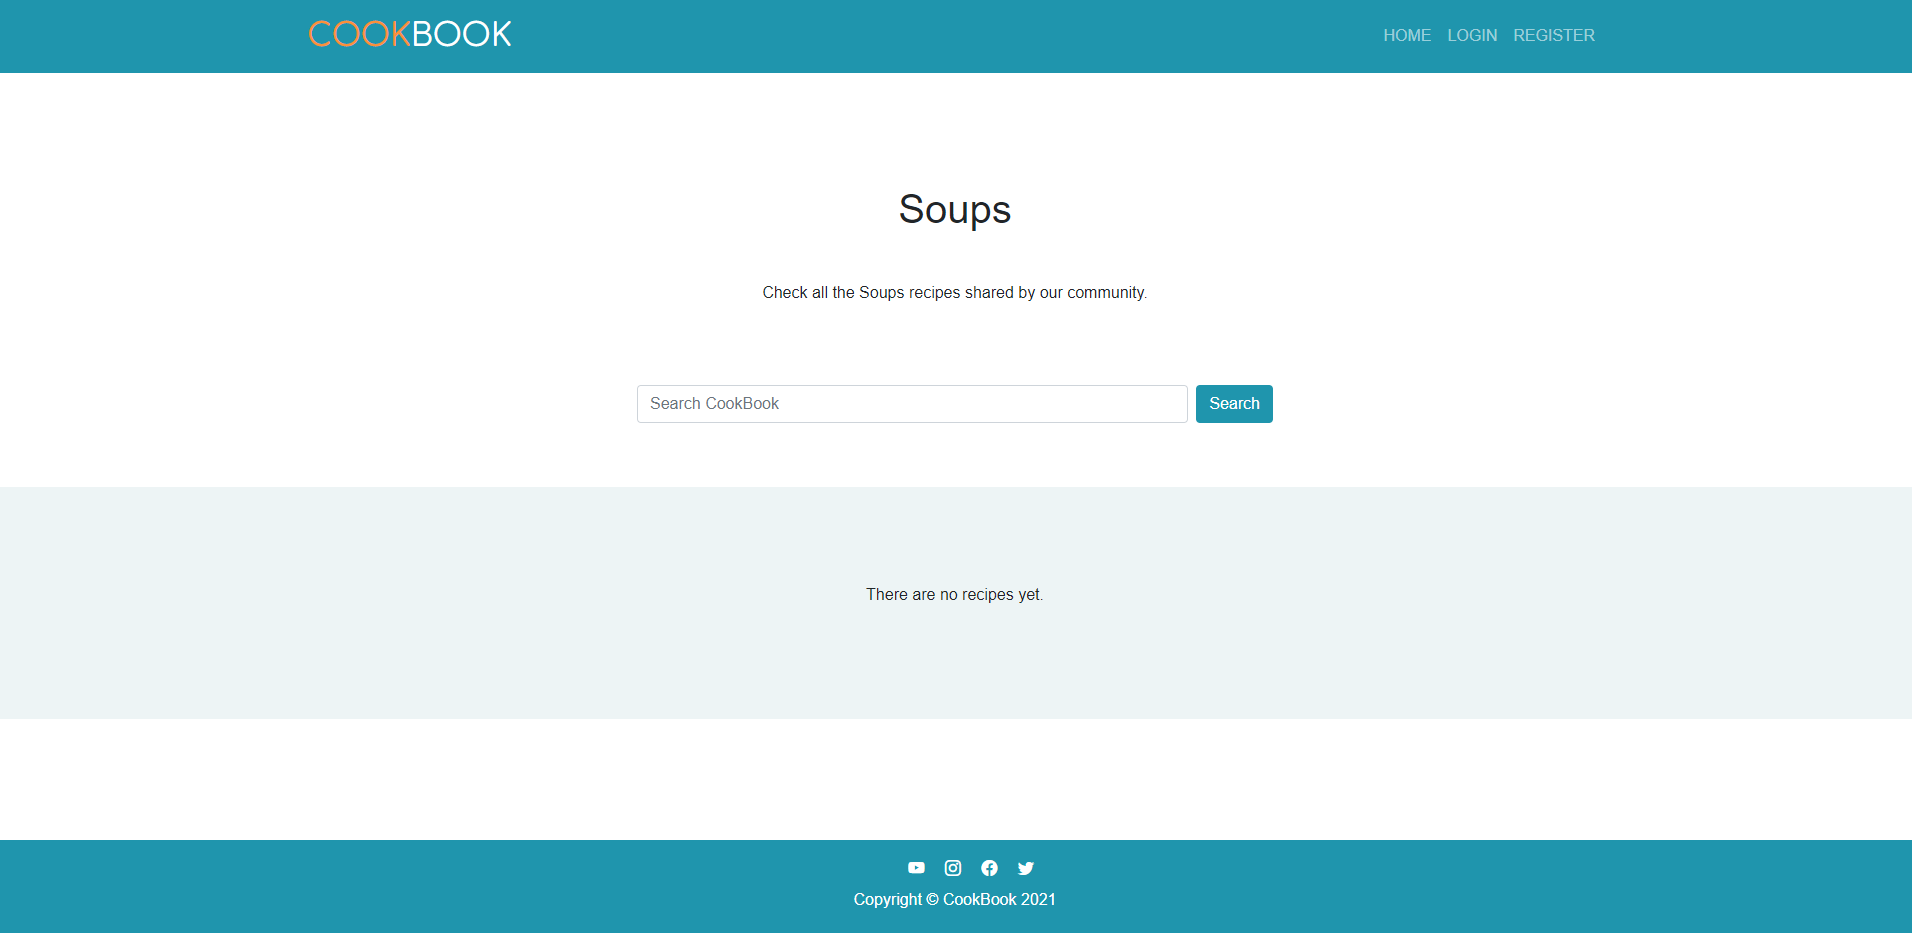 COOKBOOK
HOME LOGIN REGISTER
Soups
Check all the Soups recipes shared by our community.
Search CookBook
Search
There are no recipes yet.
Copyright © CookBook 2021